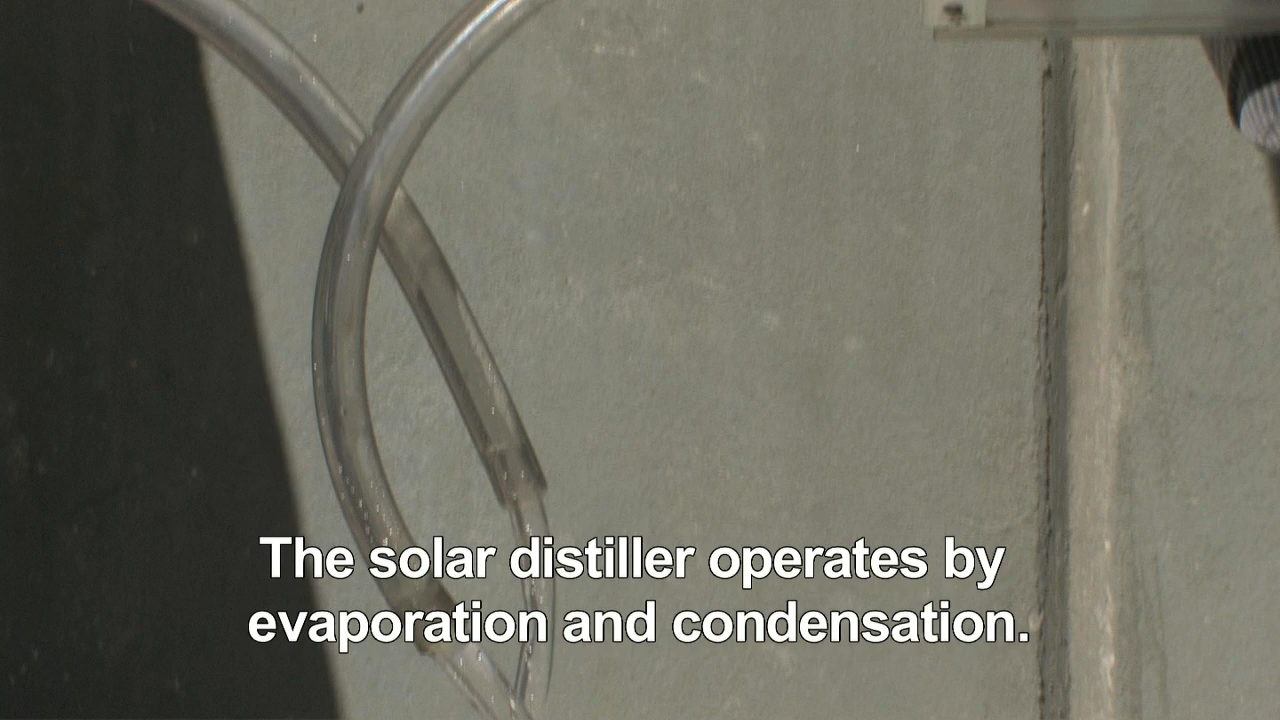 The solar distiller operates by
evaporation and condensation.